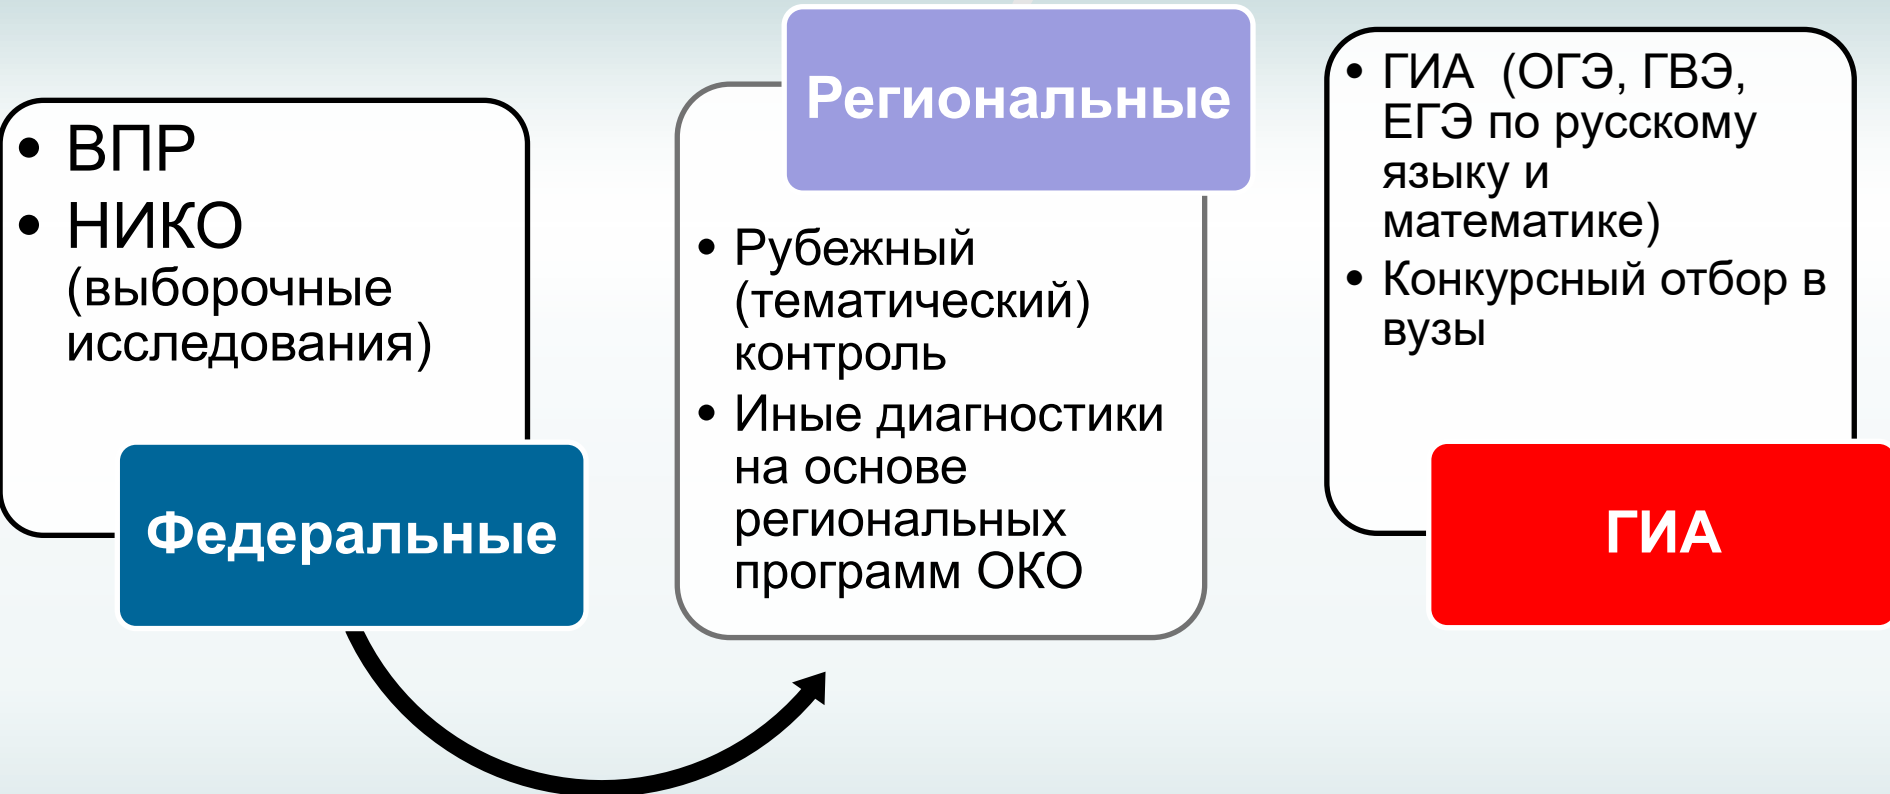 • ВПР
• НИКО
(выборочные
исследования)
Федеральные
Региональные
• Рубежный
(тематический)
контроль
• Иные диагностики
на основе
региональных
программ ОКО
• ГИА (ОГЭ, ГВЭ,
ЕГЭ по русскому
языку и
математике)
• Конкурсный отбор в
вузы
ГИА